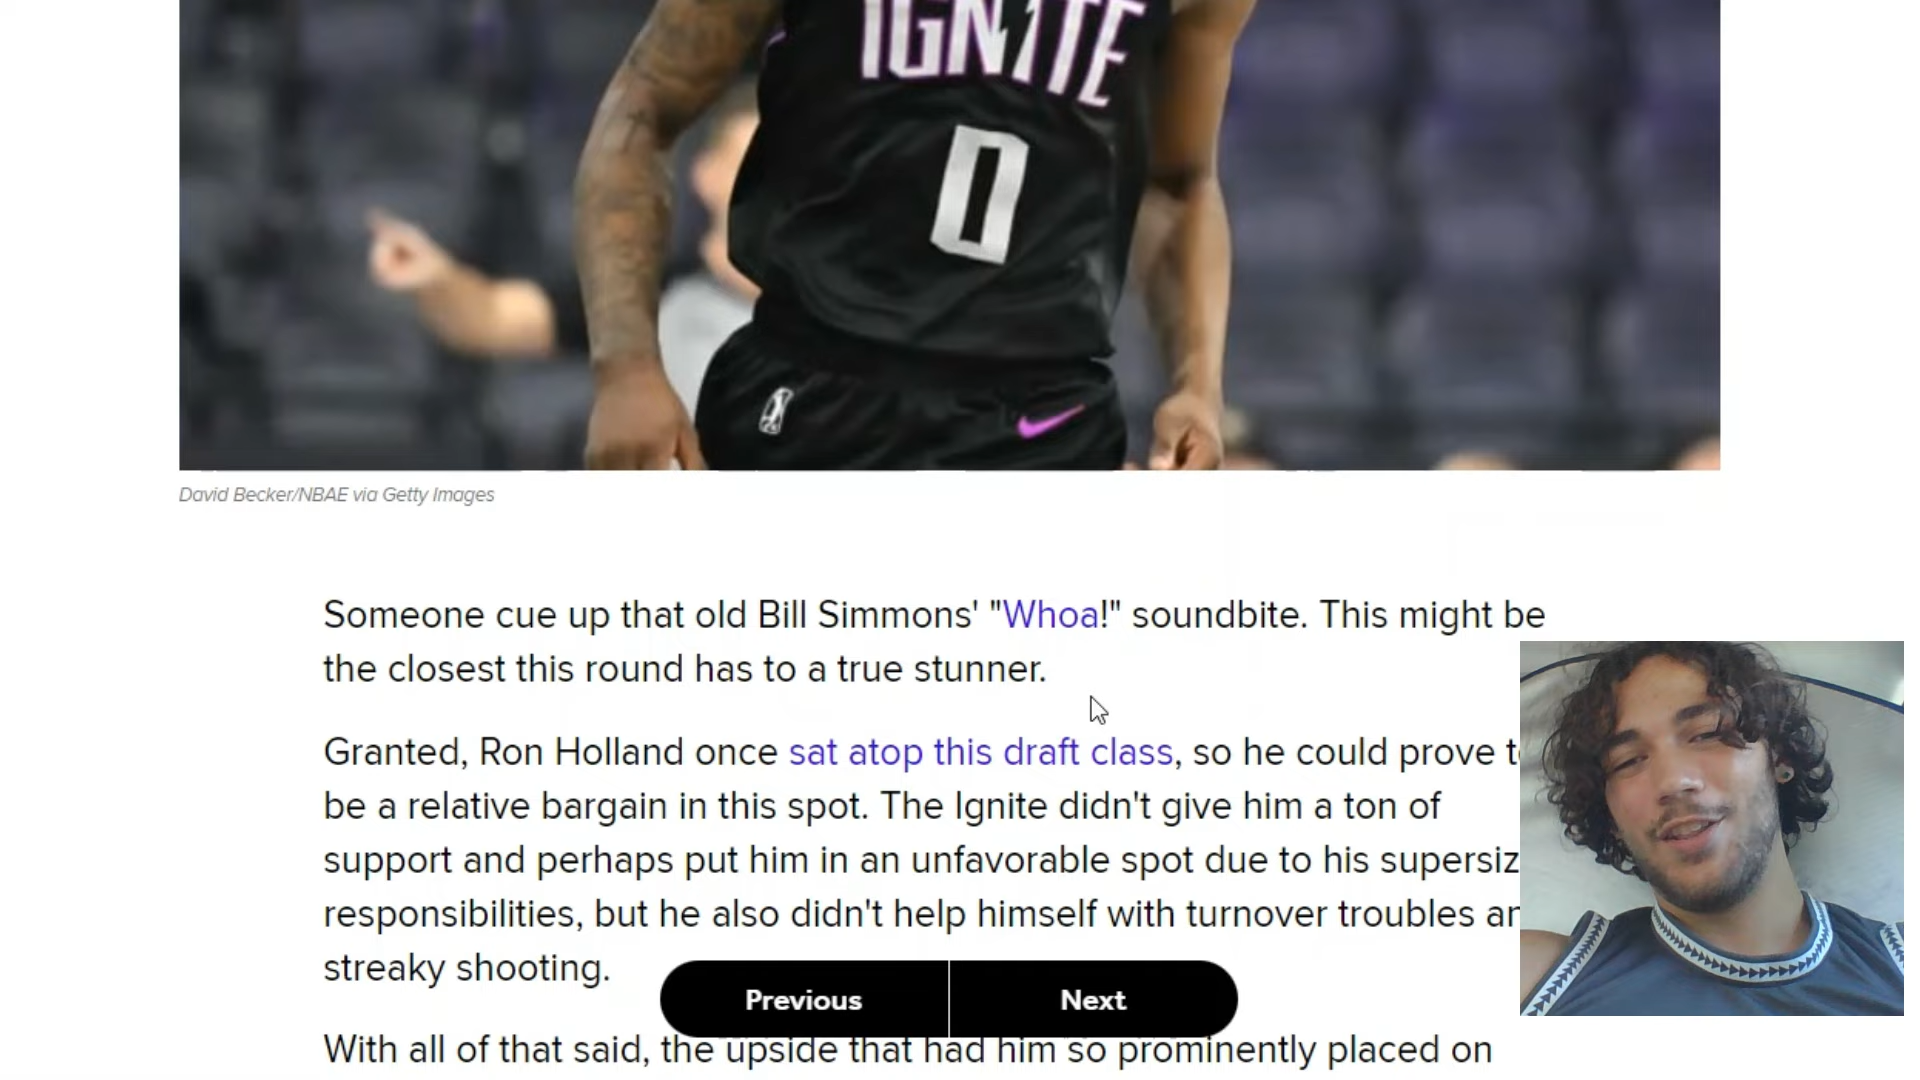 IGNITE
0
David Becker/NBAE via Getty Images
Someone cue up that old Bill Simmons' "Whoa!" soundbite. This might be
the closest this round has to a true stunner.
Granted, Ron Holland once sat atop this draft class, so he could prove t
be a relative bargain in this spot. The Ignite didn't give him a ton of
support and perhaps put him in an unfavorable spot due to his supersiz
responsibilities, but he also didn't help himself with turnover troubles ar
streaky shooting.
Previous Next
With all of that said, the upside that had him so prominently placed on